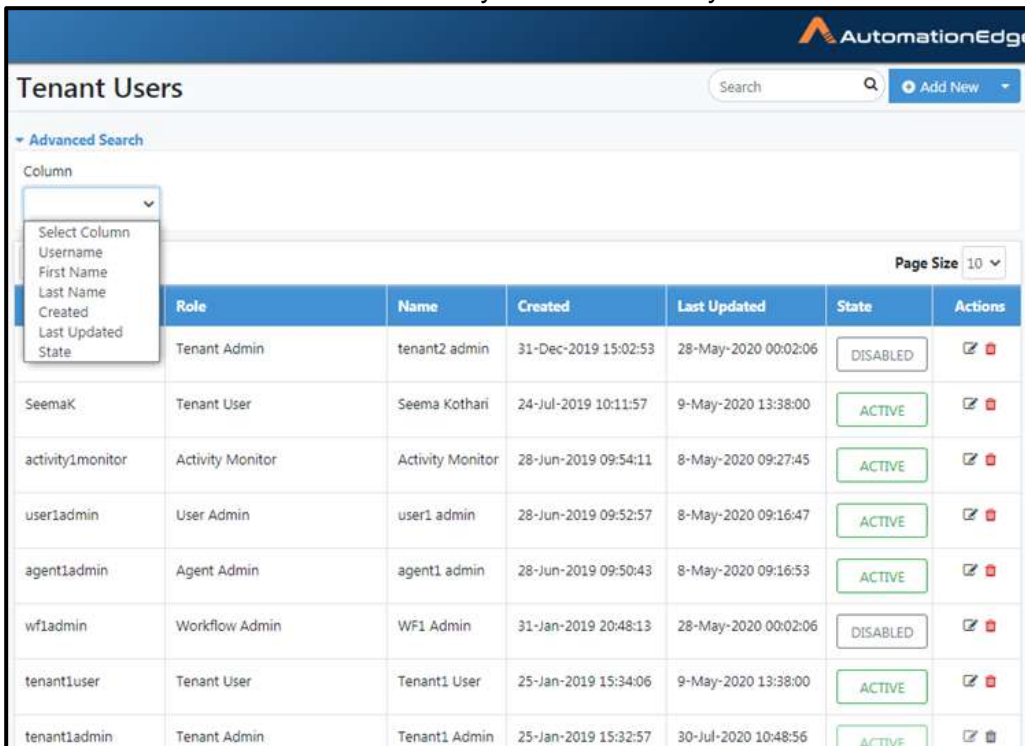 AutomationEdge
Tenant Users
Search
Add New
Advanced Search
Column
Select Column
Username
First Name
Last Name
Created
Last Updated
State
Page Size 10
Role Name Created Last Updated State Actions
Tenant Admin tenant2 admin 31-Dec-2019 15:02:53 28-May-2020 00:02:06 DISABLED
SeemaK Tenant User Seema Kothari 24-Jul-2019 10:11:57 9-May-2020 13:38:00 ACTIVE
activity1monitor Activity Monitor Activity Monitor 28-Jun-2019 09:54:11 8-May-2020 09:27:45 ACTIVE
user1admin User Admin user1 admin 28-Jun-2019 09:52:57 8-May-2020 09:16:47 ACTIVE
agent1admin Agent Admin agent1 admin 28-Jun-2019 09:50:43 8-May-2020 09:16:53 ACTIVE
wf1admin Workflow Admin WF1 Admin 31-Jan-2019 20:48:13 28-May-2020 00:02:06 DISABLED
tenant1user Tenant User Tenant1 User 25-Jan-2019 15:34:06 9-May-2020 13:38:00 ACTIVE
tenant1admin Tenant Admin Tenant1 Admin 25-Jan-2019 15:32:57 30-Jul-2020 10:48:56 ACTIVE